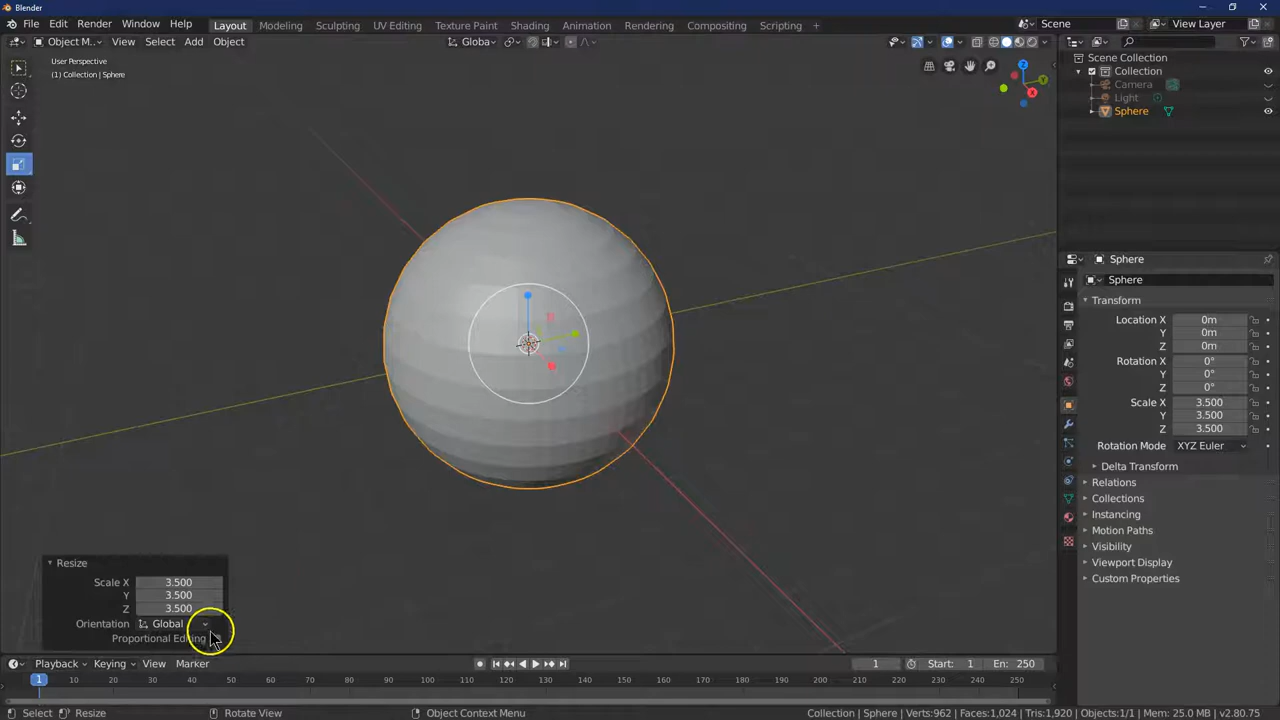 Blender
File Edit Render Window Help Layout Modeling Sculpting UV Editing Texture Paint Shading Animation Rendering Compositing Scripting + Scene View Layer
Object M... View Select Add Object Globa
User Perspective
(1) Collection | Sphere
Z
Y
X
Scene Collection
Collection
Camera
Light
Sphere
Sphere
Sphere
Transform
Location X 0m
Y 0m
Z 0m
Rotation X 0°
Y 0°
Z 0°
Scale X 3.500
Y 3.500
Z 3.500
Rotation Mode XYZ Euler
Delta Transform
Relations
Collections
Instancing
Motion Paths
Visibility
Viewport Display
Custom Properties
Resize
Scale X 3.500
Y 3.500
Z 3.500
Orientation Global
Proportional Editing
Playback Keying View Marker 1 Start: 1 En: 250
1 10 20 30 40 50 60 70 80 90 100 110 120 130 140 150 160 170 180 190 200 210 220 230 240 250
Select Resize Rotate View Object Context Menu Collection | Sphere | Verts:962 | Faces:1,024 | Tris:1,920 | Objects:1/1 | Mem: 25.0 MB | v2.80.75